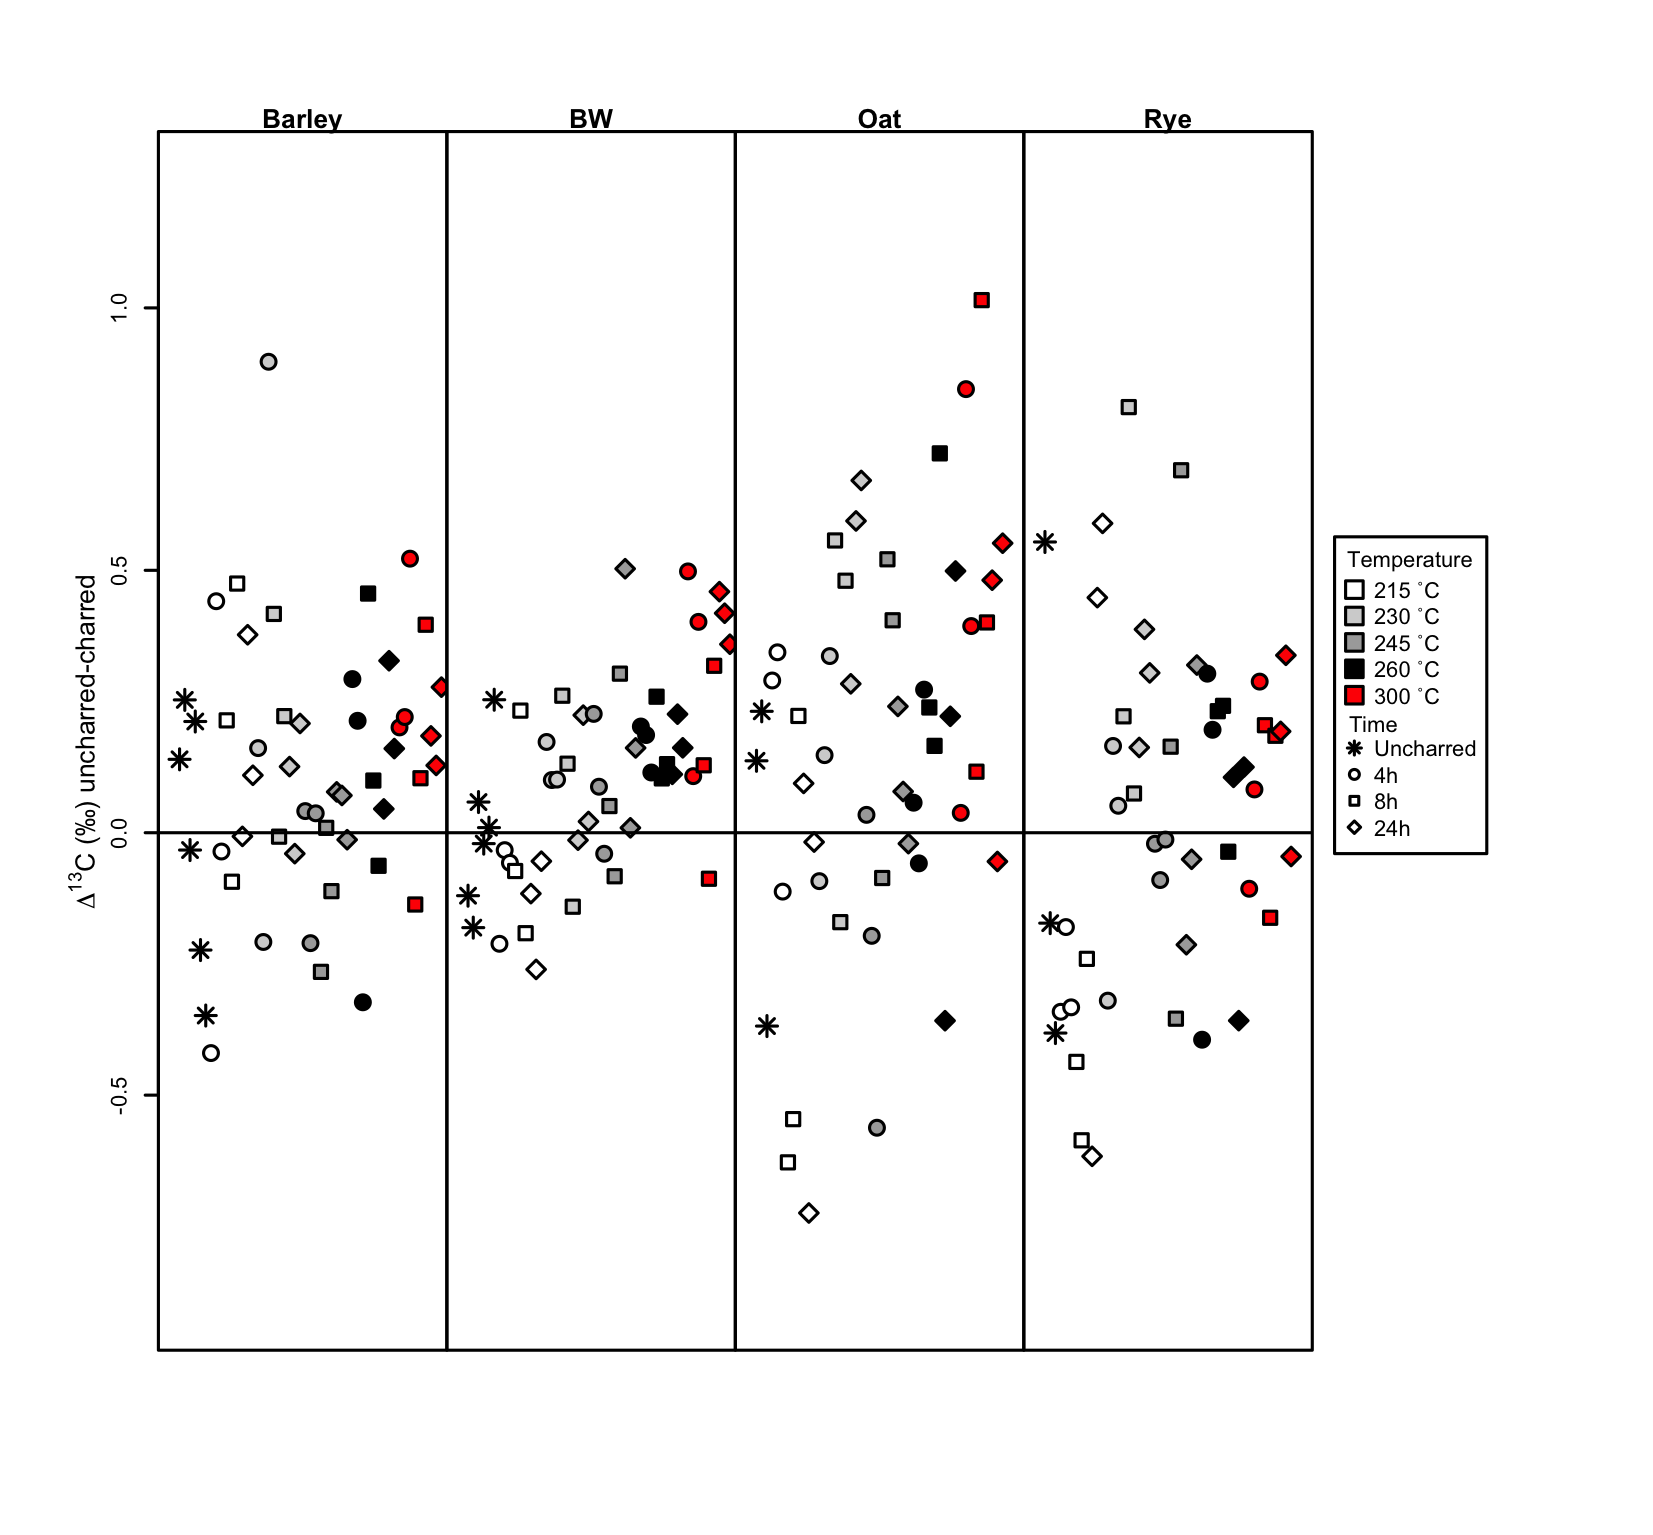 Barley BW Oat Rye
1.0
0.5
0.0
-0.5
Δ13C (‰) uncharred-charred
Temperature
215 °C
230 °C
245 °C
260 °C
300 °C
Time
Uncharred
4h
8h
24h